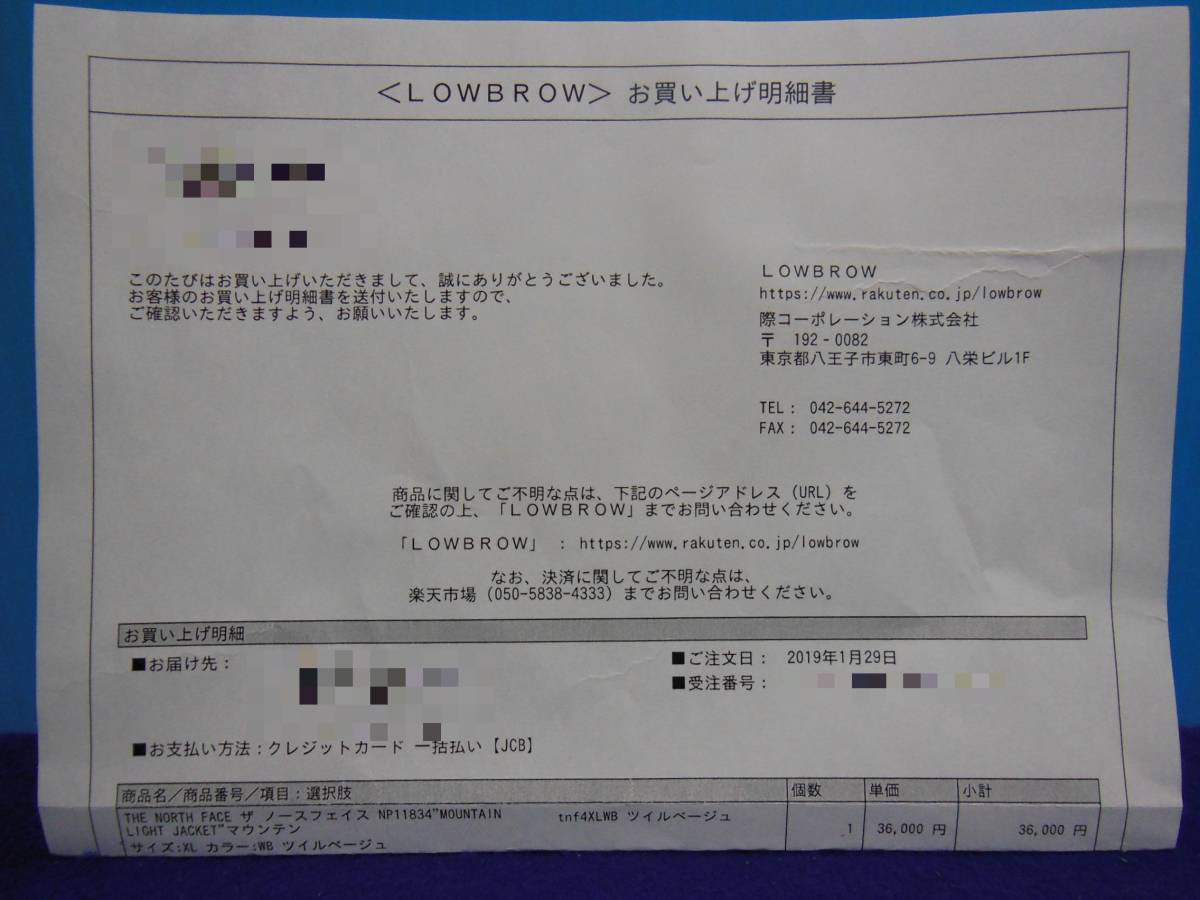 ＜ＬＯＷＢＲＯＷ＞ お買い上げ明細書
このたびはお買い上げいただきまして、誠にありがとうございました。
お客様のお買い上げ明細書を送付いたしますので、
ご確認いただきますよう、お願いいたします。
ＬＯＷＢＲＯＷ
https://www.rakuten.co.jp/lowbrow
際コーポレーション株式会社
〒 192-0082
東京都八王子市東町6-9 八栄ビル1F
TEL： 042-644-5272
FAX： 042-644-5272
商品に関してご不明な点は、下記のページアドレス（URL）を
ご確認の上、「ＬＯＷＢＲＯＷ」までお問い合わせください。
「ＬＯＷＢＲＯＷ」 ： https://www.rakuten.co.jp/lowbrow
なお、決済に関してご不明な点は、
楽天市場（050-5838-4333）までお問い合わせください。
お買い上げ明細
■お届け先：
■ご注文日： 2019年1月29日
■受注番号：
■お支払い方法：クレジットカード 一括払い【JCB】
商品名／商品番号／項目：選択肢 個数 単価 小計
THE NORTH FACE ザ ノースフェイス NP11834"MOUNTAIN tnf4XLWB ツイルベージュ
LIGHT JACKET"マウンテン 1 36,000 円 36,000 円
サイズ:XL カラー:WB ツイルベージュ